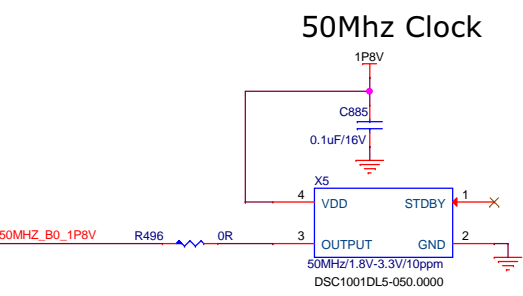 50Mhz Clock
1P8V
C885
0.1uF/16V
X5
4 VDD STDBY 1
50MHZ_B0_1P8V R496 0R 3 OUTPUT GND 2
50MHz/1.8V-3.3V/10ppm
DSC1001DL5-050.0000